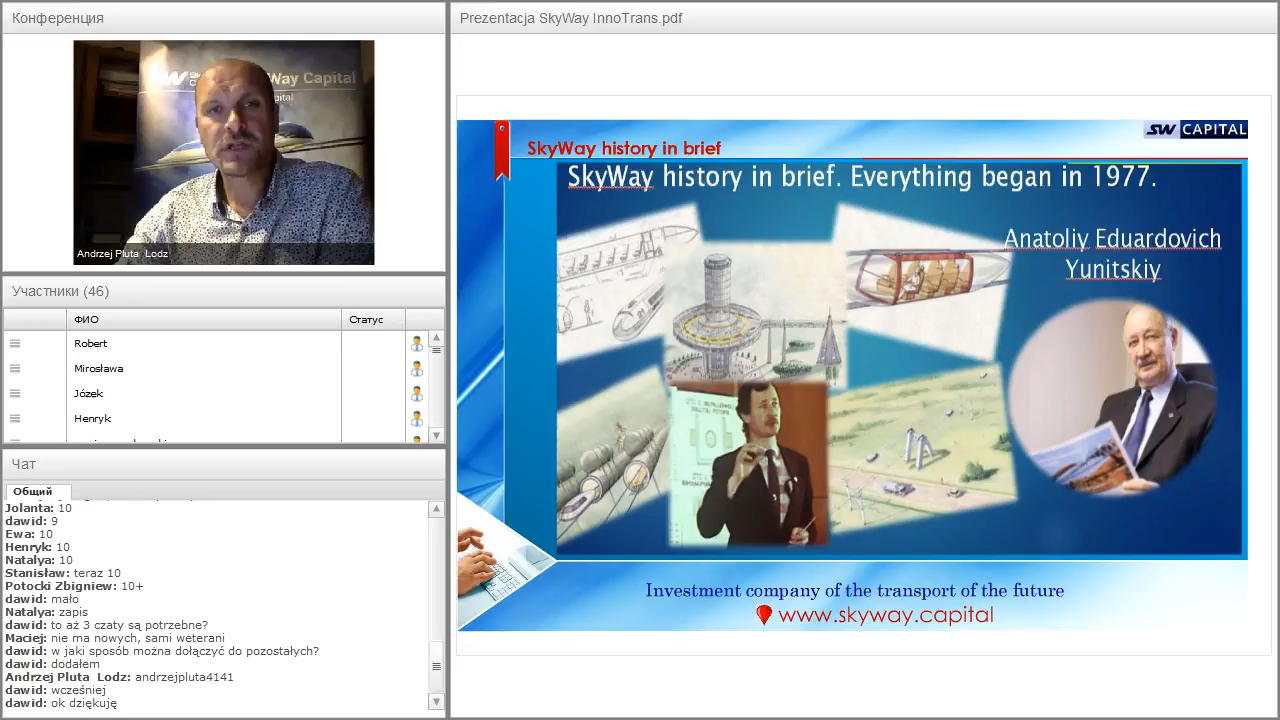 Конференция
Way Capital
Andrzej Pluta Lodz
Участники (46)
ФИО
Статус
Robert
Mirosława
Józek
Henryk
Чат
Общий
Jolanta: 10
dawid: 9
Ewa: 10
Henryk: 10
Natalya: 10
Stanisław: teraz 10
Potocki Zbigniew: 10+
dawid: mało
Natalya: zapis
dawid: to aż 3 czaty są potrzebne?
Maciej: nie ma nowych, sami weterani
dawid: w jaki sposób można dołączyć do pozostałych?
dawid: dodałem
Andrzej Pluta Lodz: andrzejpluta4141
dawid: wcześniej
dawid: ok dziękuję
Prezentacja SkyWay InnoTrans.pdf
SW CAPITAL
SkyWay history in brief
SkyWay history in brief. Everything began in 1977.
Anatoliy Eduardovich
Yunitskiy
Investment company of the transport of the future
www.skyway.capital